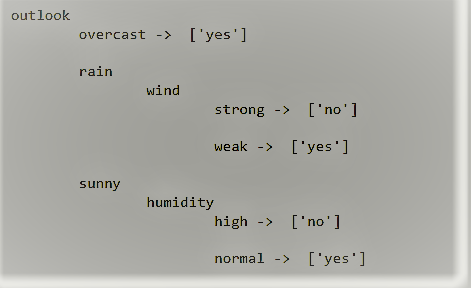 outlook
overcast -> ['yes']
rain
wind
strong -> ['no']
weak -> ['yes']
sunny
humidity
high -> ['no']
normal -> ['yes']